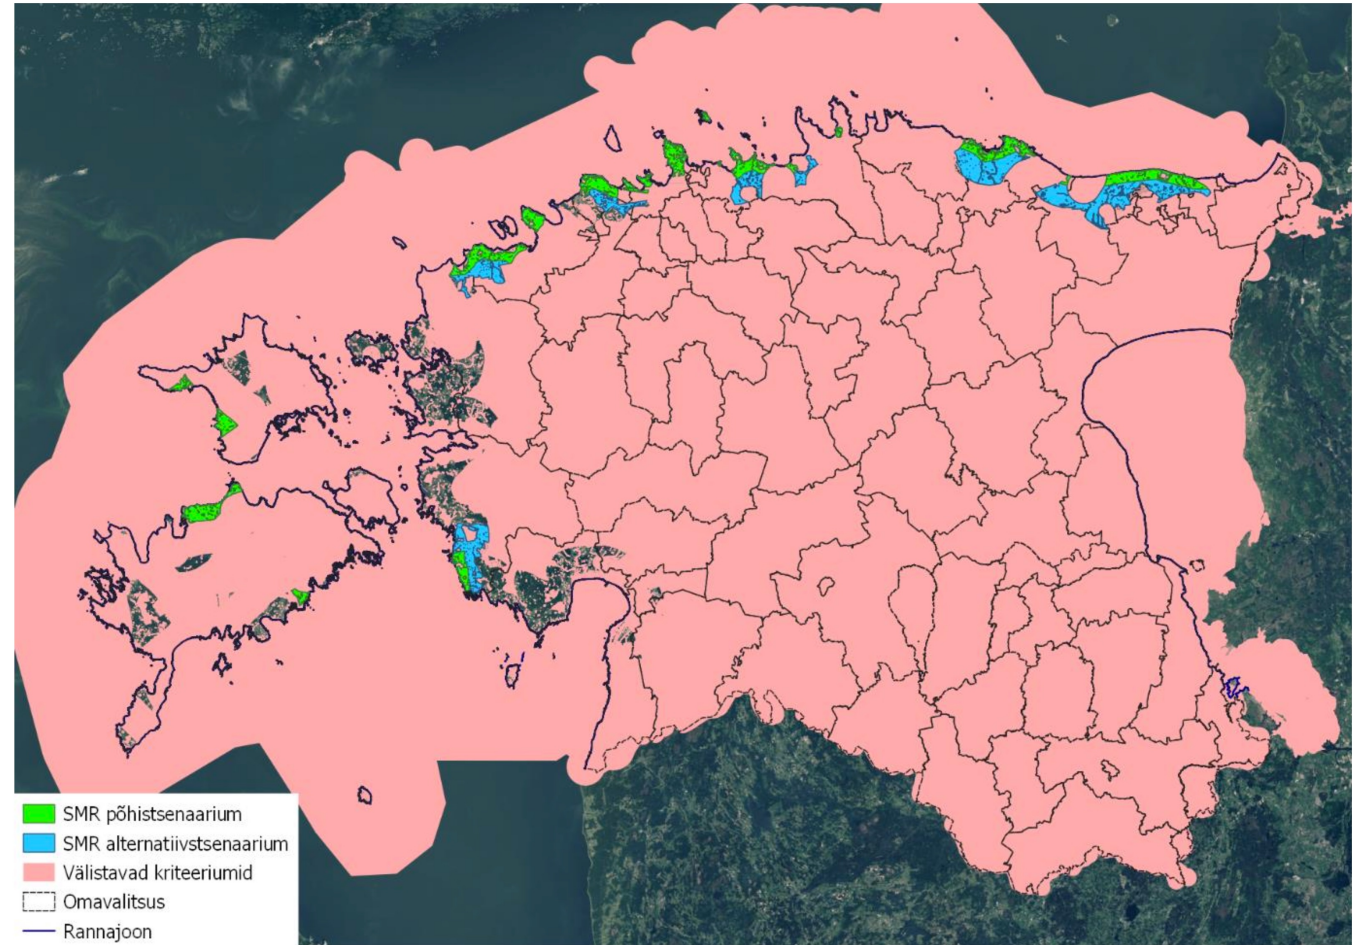 SMR põhistsenaarium
SMR alternatiivstsenaarium
Välistavad kriteeriumid
Omavalitsus
Rannajoon